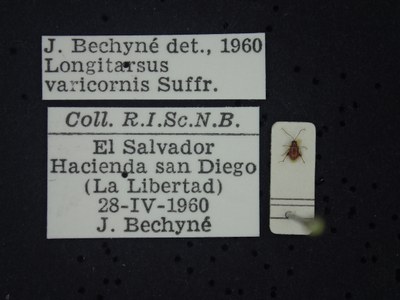 J. Bechyné det., 1960
Longitarsus
varicornis Suffr.
Coll. R.I.Sc.N.B.
El Salvador
Hacienda san Diego
(La Libertad)
28-IV-1960
J. Bechyné